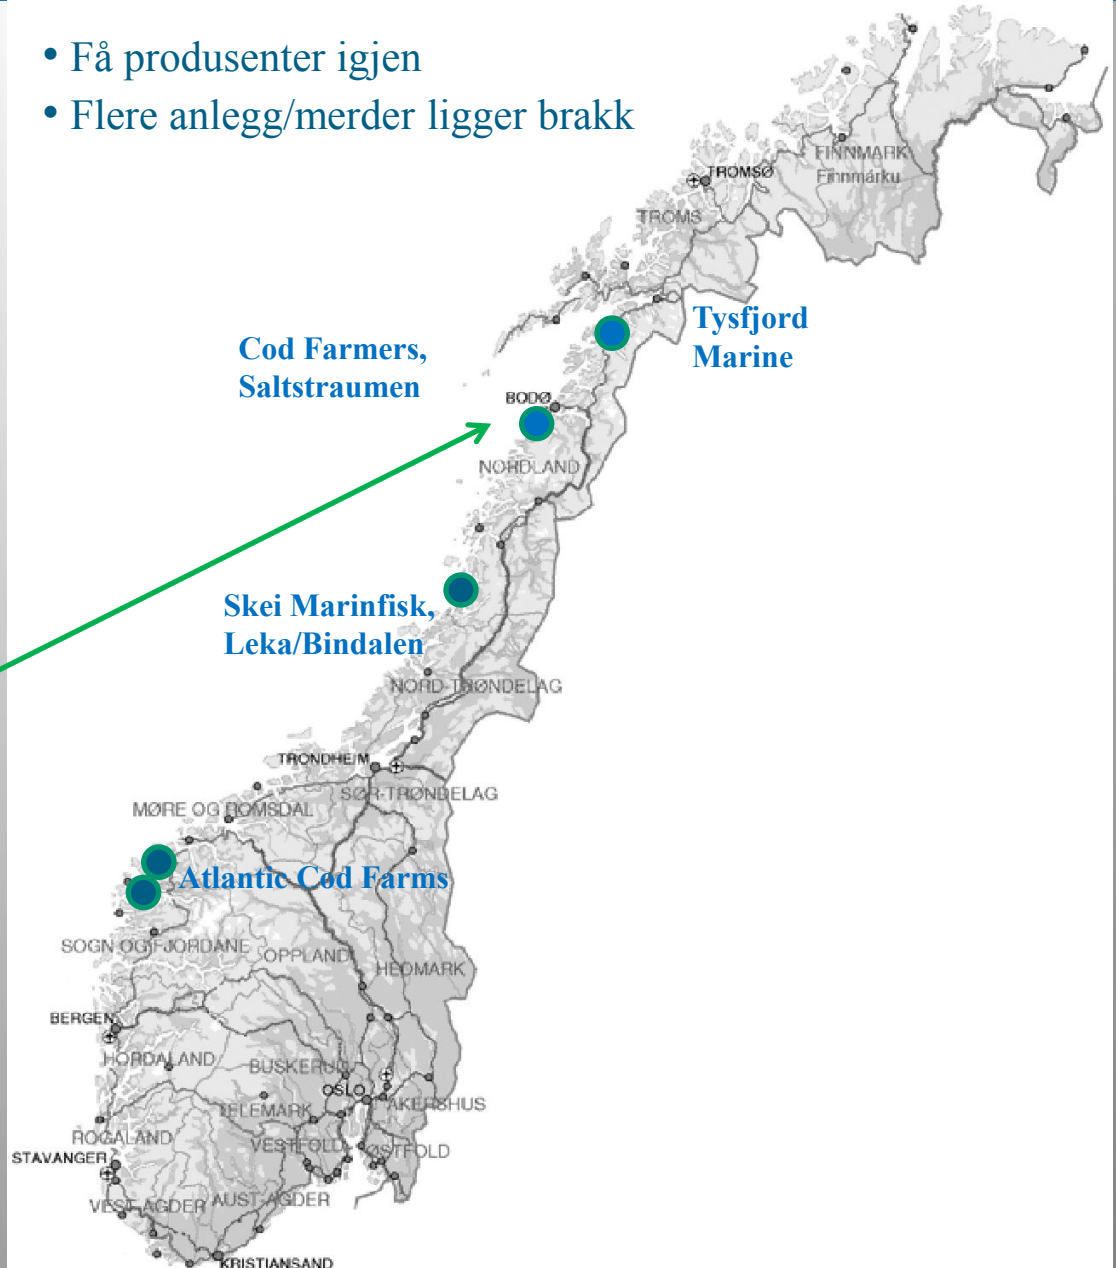 • Få produsenter igjen
• Flere anlegg/merder ligger brakk
FINNMARK
Finnmárku
TROMSØ
TROMS
Tysfjord
Marine
Cod Farmers,
Saltstraumen
BODØ
NORDLAND
Skei Marinfisk,
Leka/Bindalen
NORD-TRØNDELAG
TRONDHEIM
SØR-TRØNDELAG
MØRE OG ROMSDAL
Atlantic Cod Farms
SOGN OG FJORDANE
OPPLAND
HEDMARK
BERGEN
HORDALAND
BUSKERUD
OSLO
AKERSHUS
TELEMARK
ROGALAND
VESTFOLD
ØSTFOLD
STAVANGER
VEST-AGDER
AUST-AGDER
KRISTIANSAND